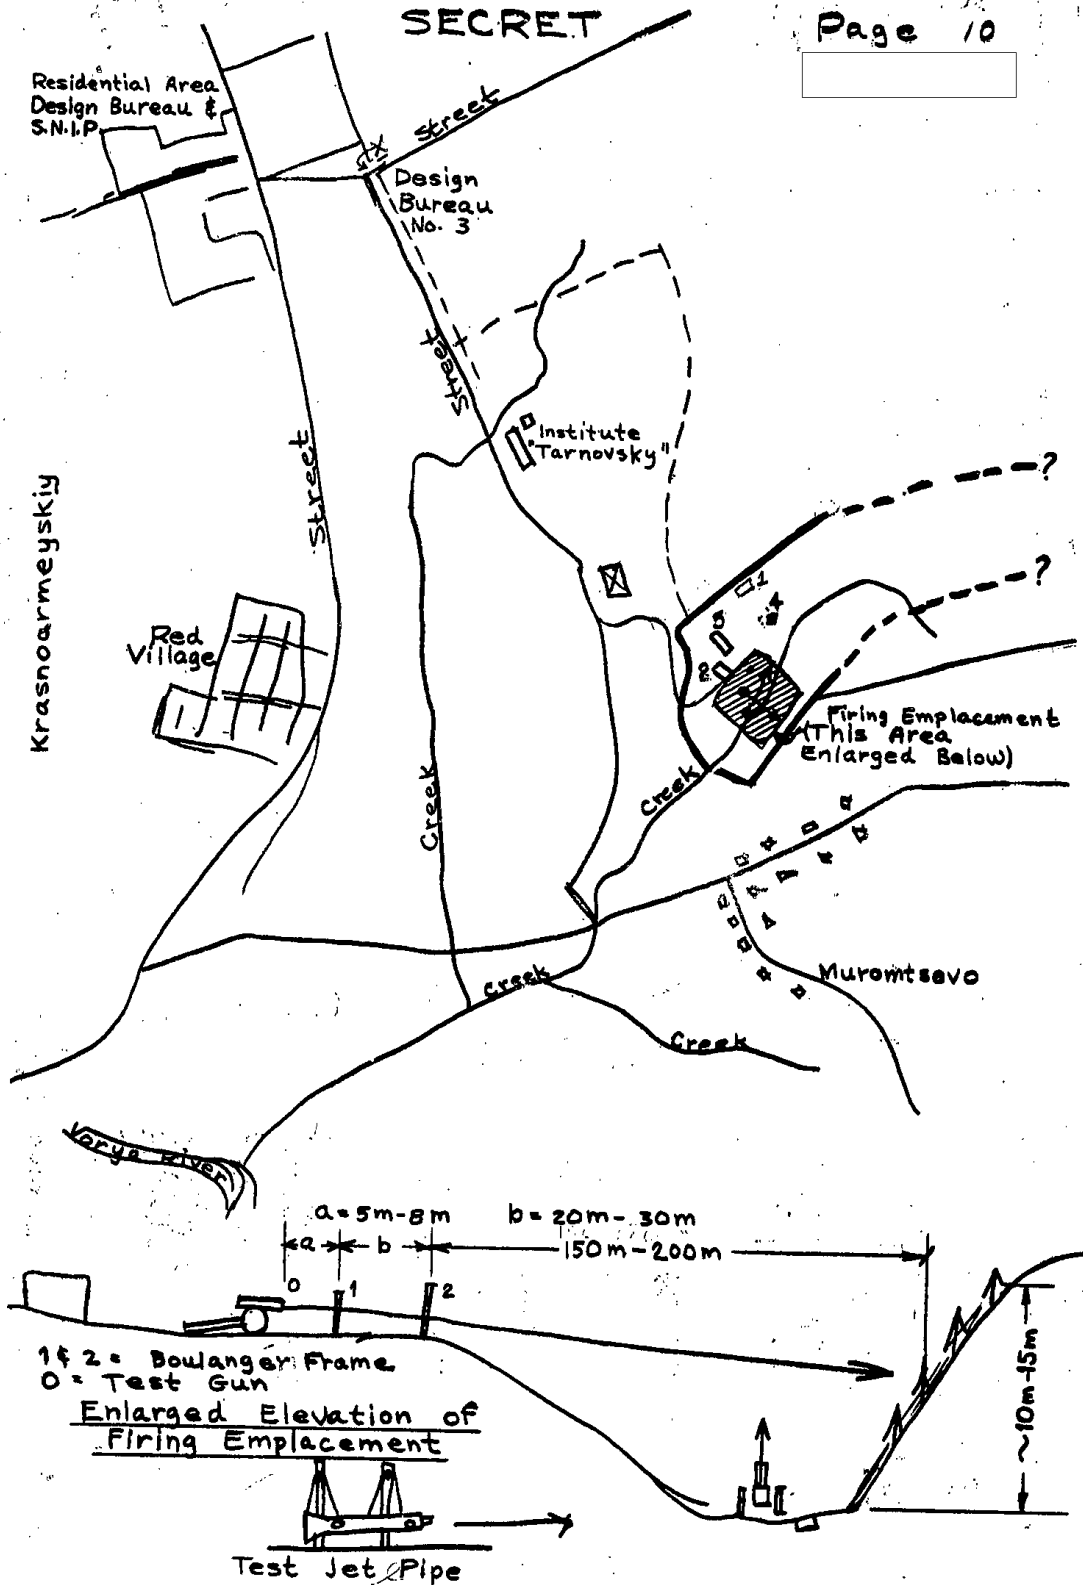 SECRET
Page 10
Residential Area
Design Bureau &
S.N.I.P.
Street
Design
Bureau
No. 3
Street
Institute
"Tarnovsky"
Street
Krasnoarmeyskiy
?
?
1
4
3
2
Red
Village
Firing Emplacement
(This Area
Enlarged Below)
Creek
Creek
Muromtsovo
Creek
Creek
Vorya River
a = 5m-8m
b = 20m-30m
a
b
150m-200m
0
1
2
1 & 2 = Boulanger Frame
0 = Test Gun
Enlarged Elevation of
Firing Emplacement
~10m-15m
Test Jet Pipe